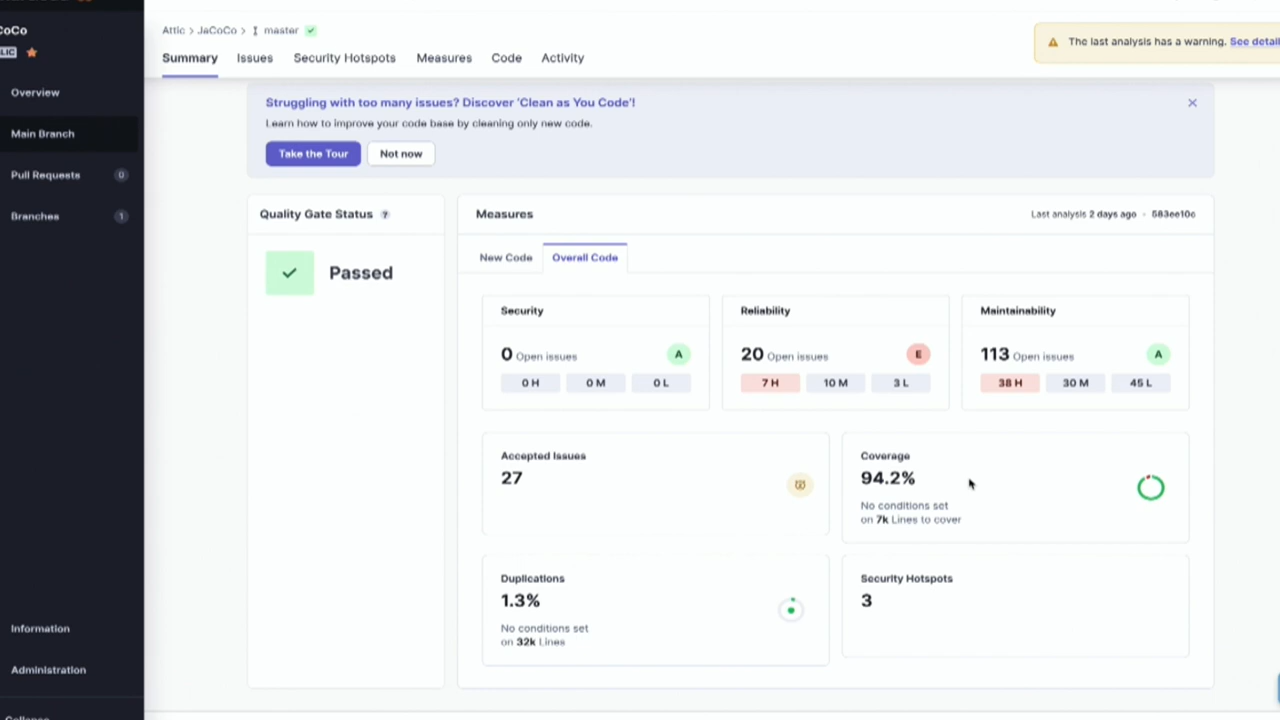 CoCo
LIC
Overview
Main Branch
Pull Requests 0
Branches 1
Information
Administration
Attic > JaCoCo > master
Summary Issues Security Hotspots Measures Code Activity
The last analysis has a warning. See detail
Struggling with too many issues? Discover 'Clean as You Code'!
Learn how to improve your code base by cleaning only new code.
Take the Tour Not now
Quality Gate Status ?
Passed
Measures
Last analysis 2 days ago · 583ee10c
New Code Overall Code
Security
0 Open issues A
0 H 0 M 0 L
Reliability
20 Open issues E
7 H 10 M 3 L
Maintainability
113 Open issues A
38 H 30 M 45 L
Accepted Issues
27
Coverage
94.2%
No conditions set
on 7k Lines to cover
Duplications
1.3%
No conditions set
on 32k Lines
Security Hotspots
3